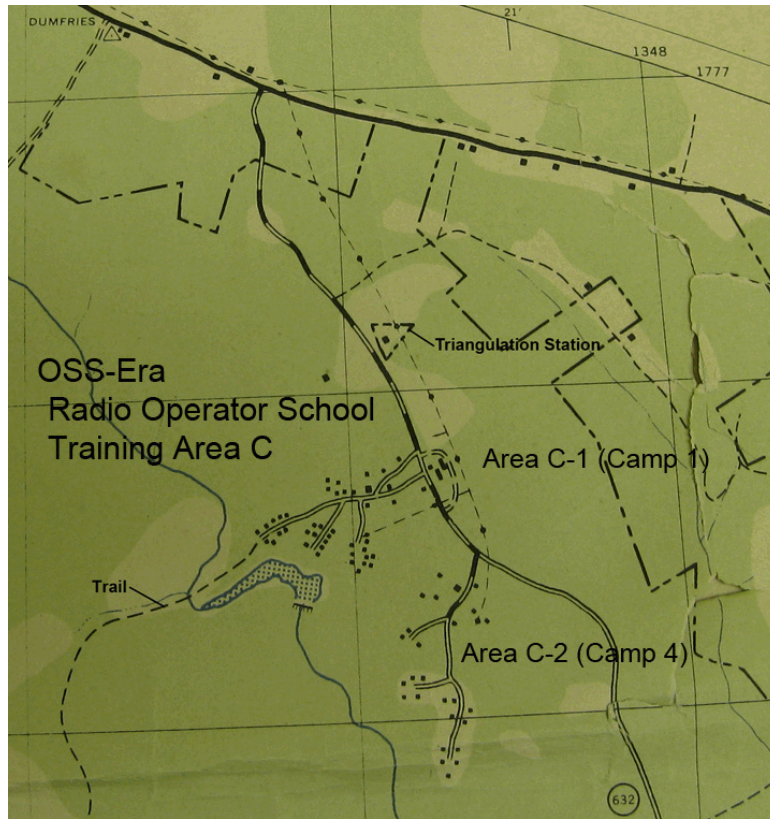 DUMFRIES
21'
1348
1777
Triangulation Station
OSS-Era
Radio Operator School
Training Area C
Area C-1 (Camp 1)
Trail
Area C-2 (Camp 4)
632